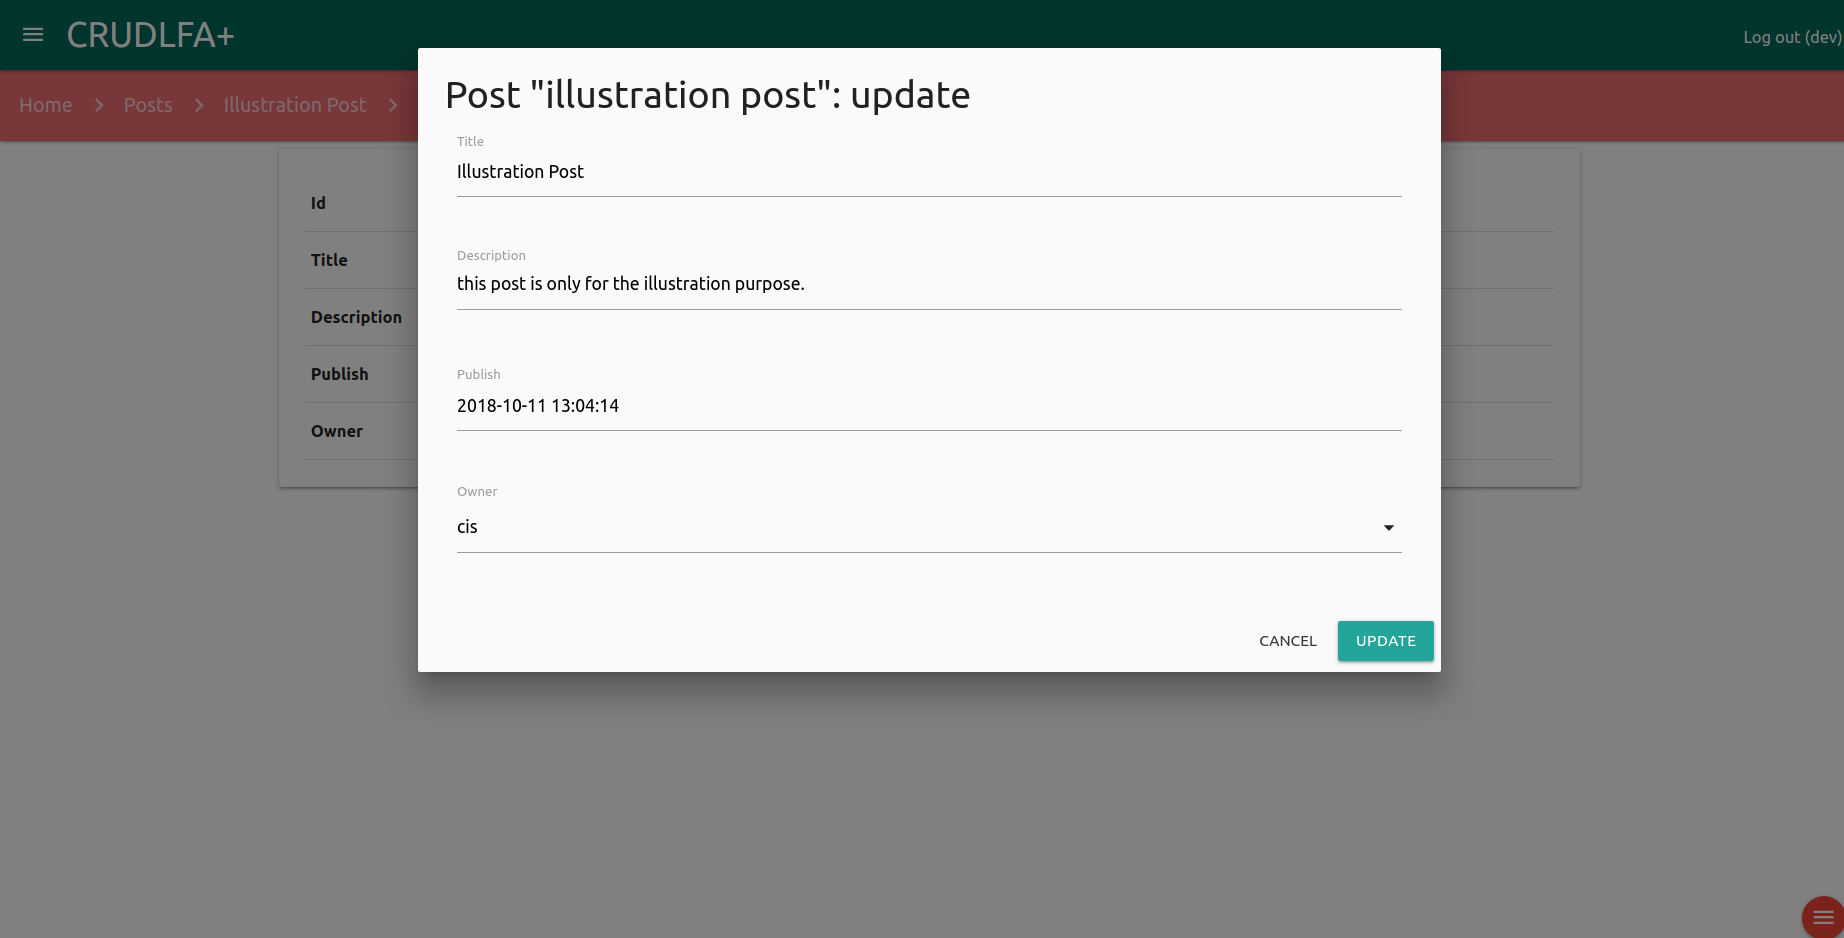 CRUDLFA+
Log out (dev)
Home > Posts > Illustration Post >
Id
Title
Description
Publish
Owner
Post "illustration post": update
Title
Illustration Post
Description
this post is only for the illustration purpose.
Publish
2018-10-11 13:04:14
Owner
cis
CANCEL UPDATE